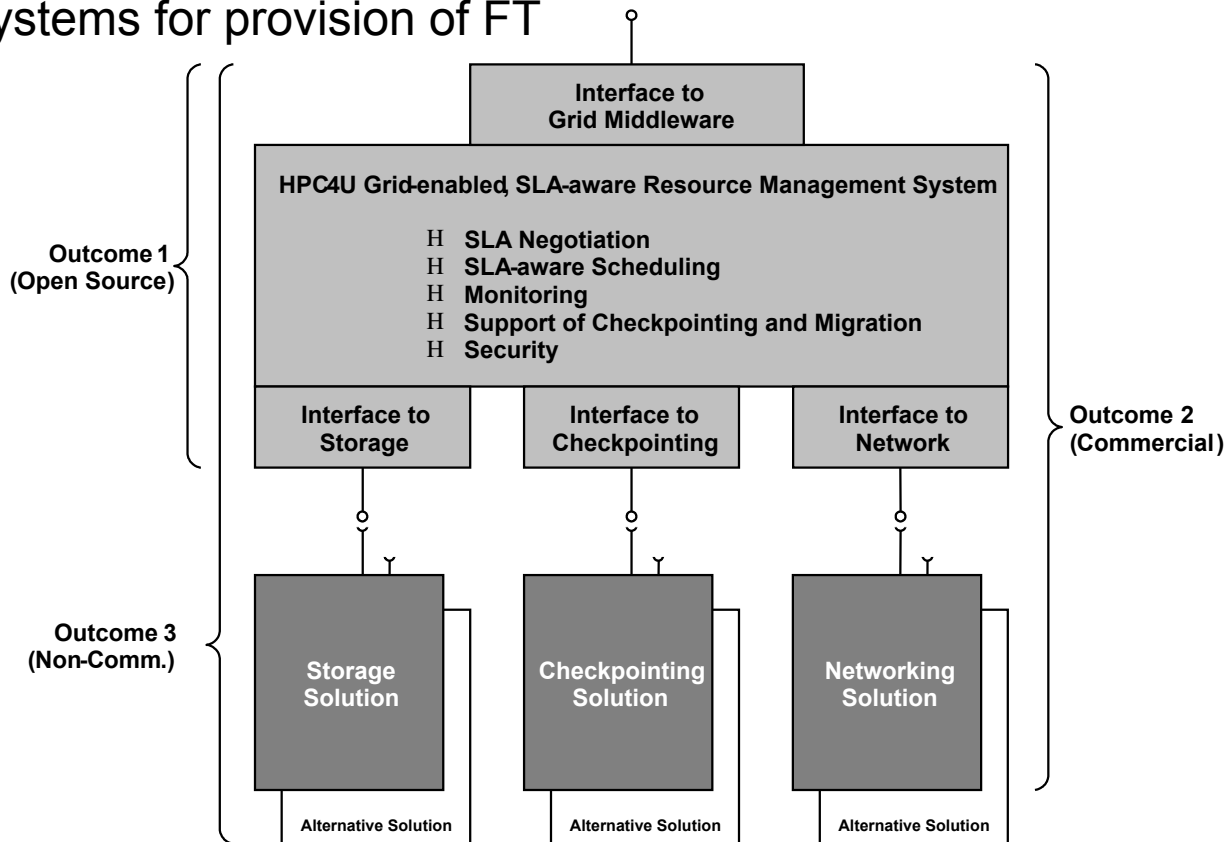 ystems for provision of FT
Interface to
Grid Middleware
HPC4U Grid-enabled, SLA-aware Resource Management System
H SLA Negotiation
H SLA-aware Scheduling
H Monitoring
H Support of Checkpointing and Migration
H Security
Outcome 1
(Open Source)
Interface to
Storage
Interface to
Checkpointing
Interface to
Network
Outcome 2
(Commercial)
Outcome 3
(Non-Comm.)
Storage
Solution
Checkpointing
Solution
Networking
Solution
Alternative Solution
Alternative Solution
Alternative Solution